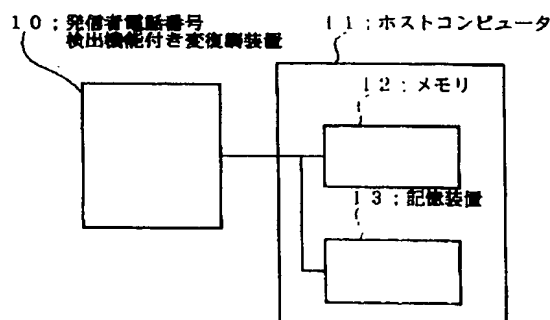 10;発信者電話番号
検出機能付き変復調装置
11;ホストコンピュータ
12:メモリ
13;記憶装置